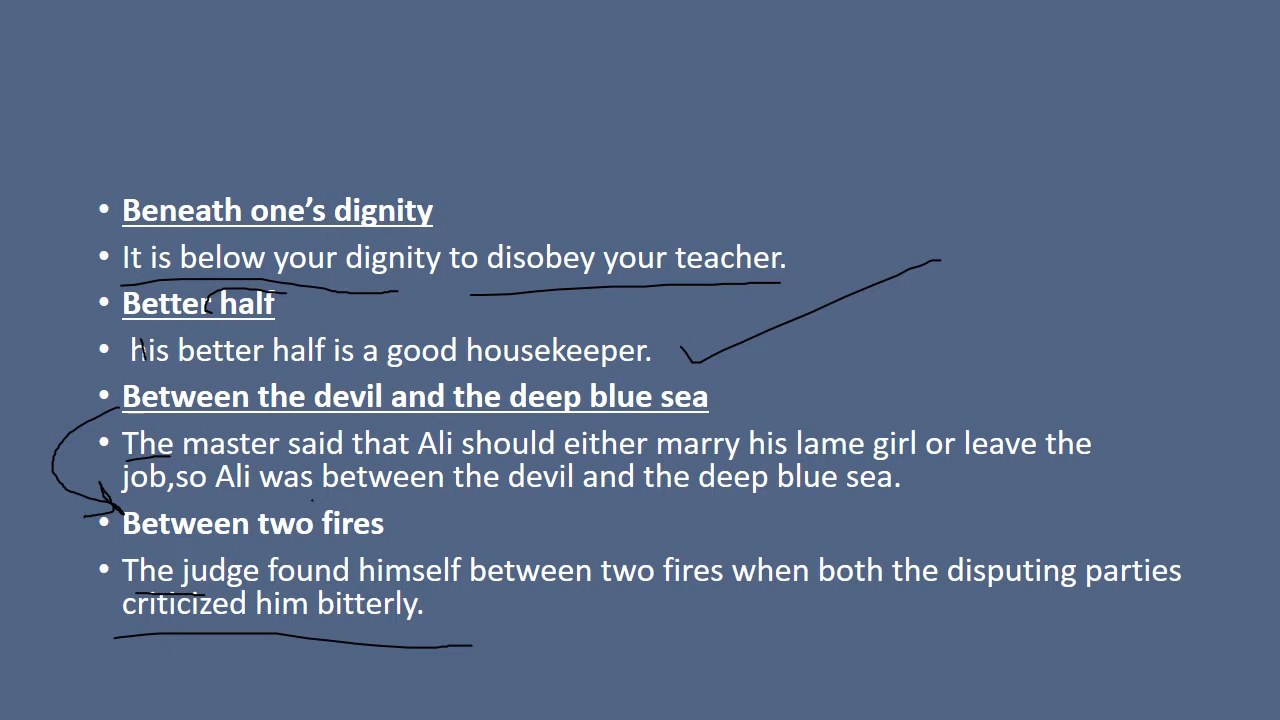 • Beneath one’s dignity
• It is below your dignity to disobey your teacher.
• Better half
• his better half is a good housekeeper.
• Between the devil and the deep blue sea
• The master said that Ali should either marry his lame girl or leave the
job,so Ali was between the devil and the deep blue sea.
• Between two fires
• The judge found himself between two fires when both the disputing parties
criticized him bitterly.